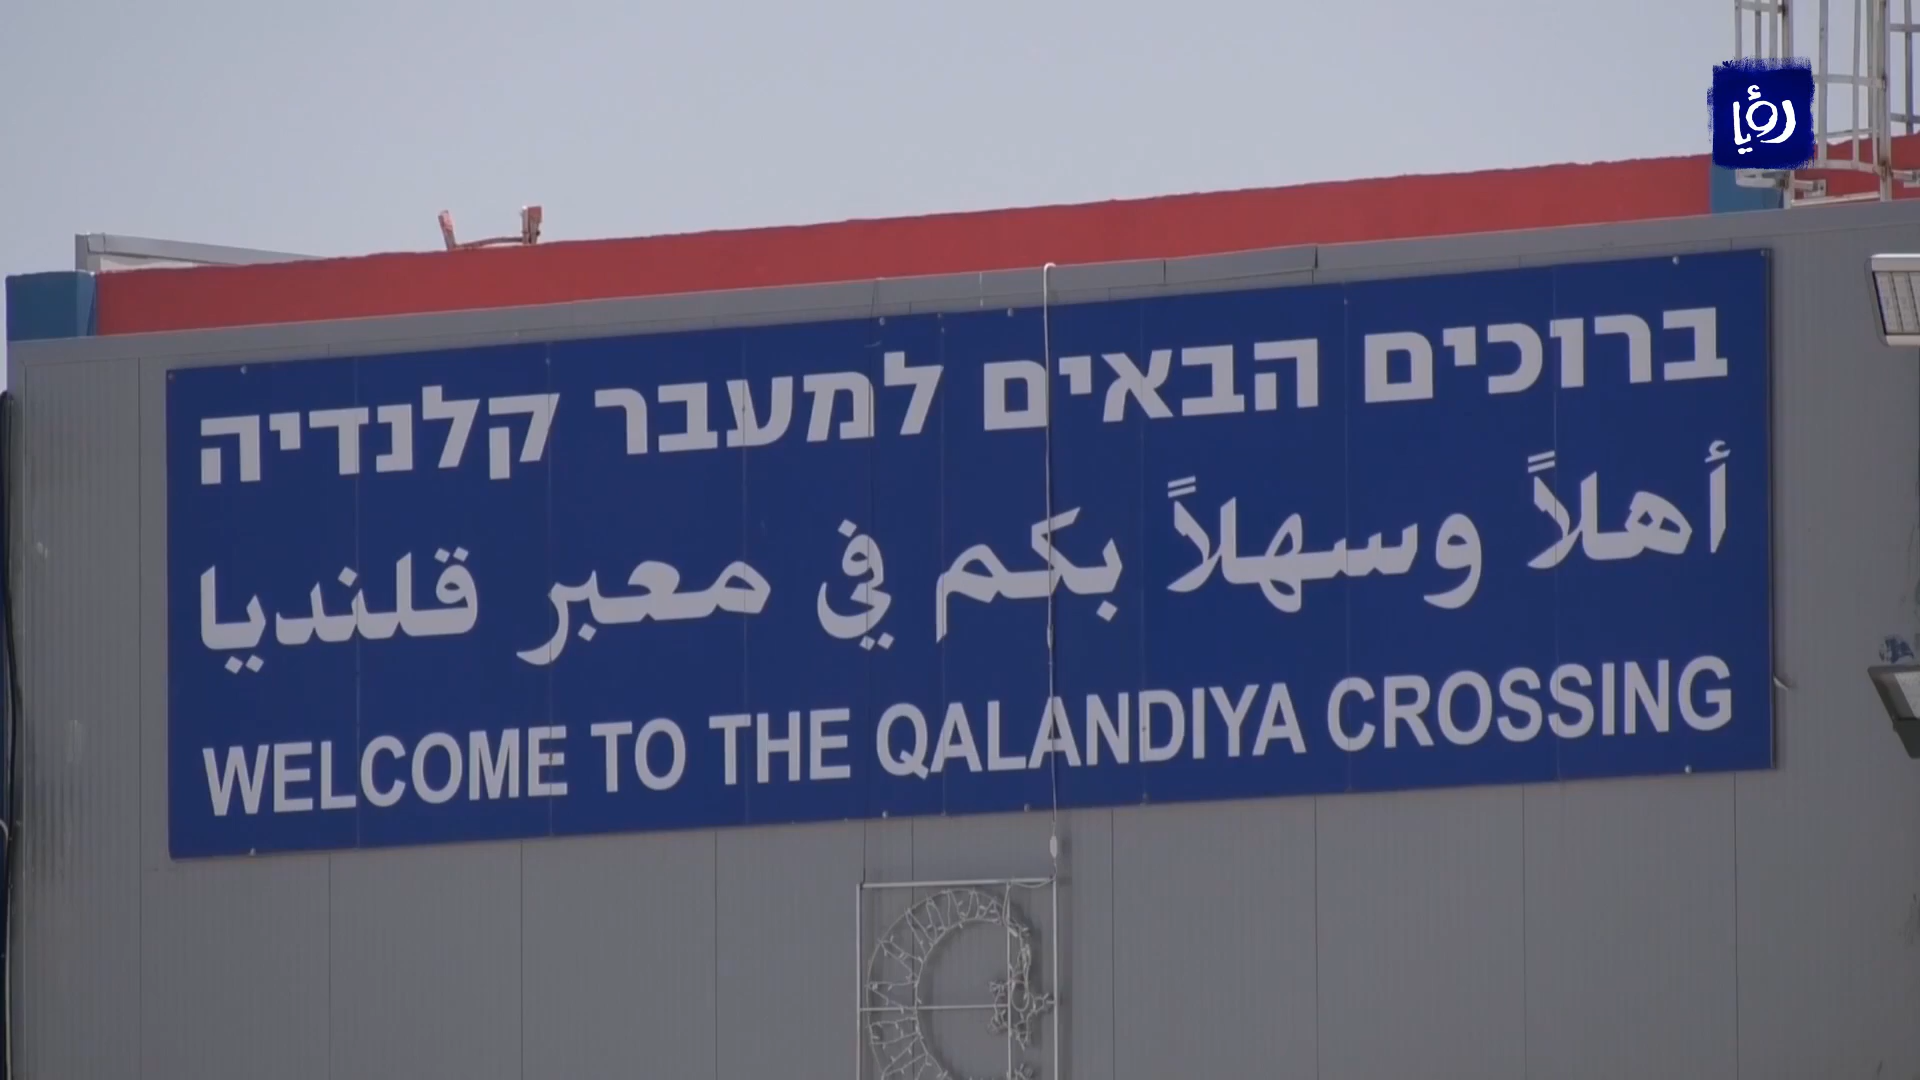 رؤيا
ברוכים הבאים למעבר קלנדיה
أهلاً وسهلاً بكم في معبر قلنديا
WELCOME TO THE QALANDIYA CROSSING